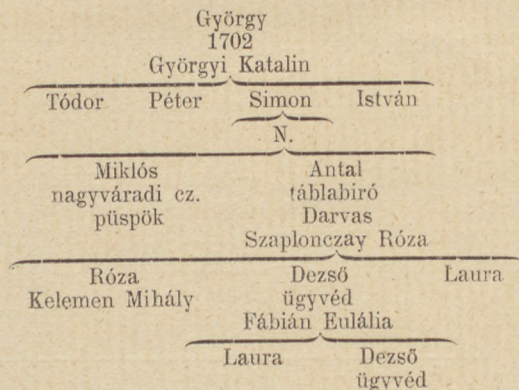 György
1702
Györgyi Katalin
Tódor Péter Simon István
N.
Miklós Antal
nagyváradi cz. táblabiró
püspök Darvas
Szaplonczay Róza
Róza Dezső Laura
Kelemen Mihály ügyvéd
Fábián Eulália
Laura Dezső
ügyvéd